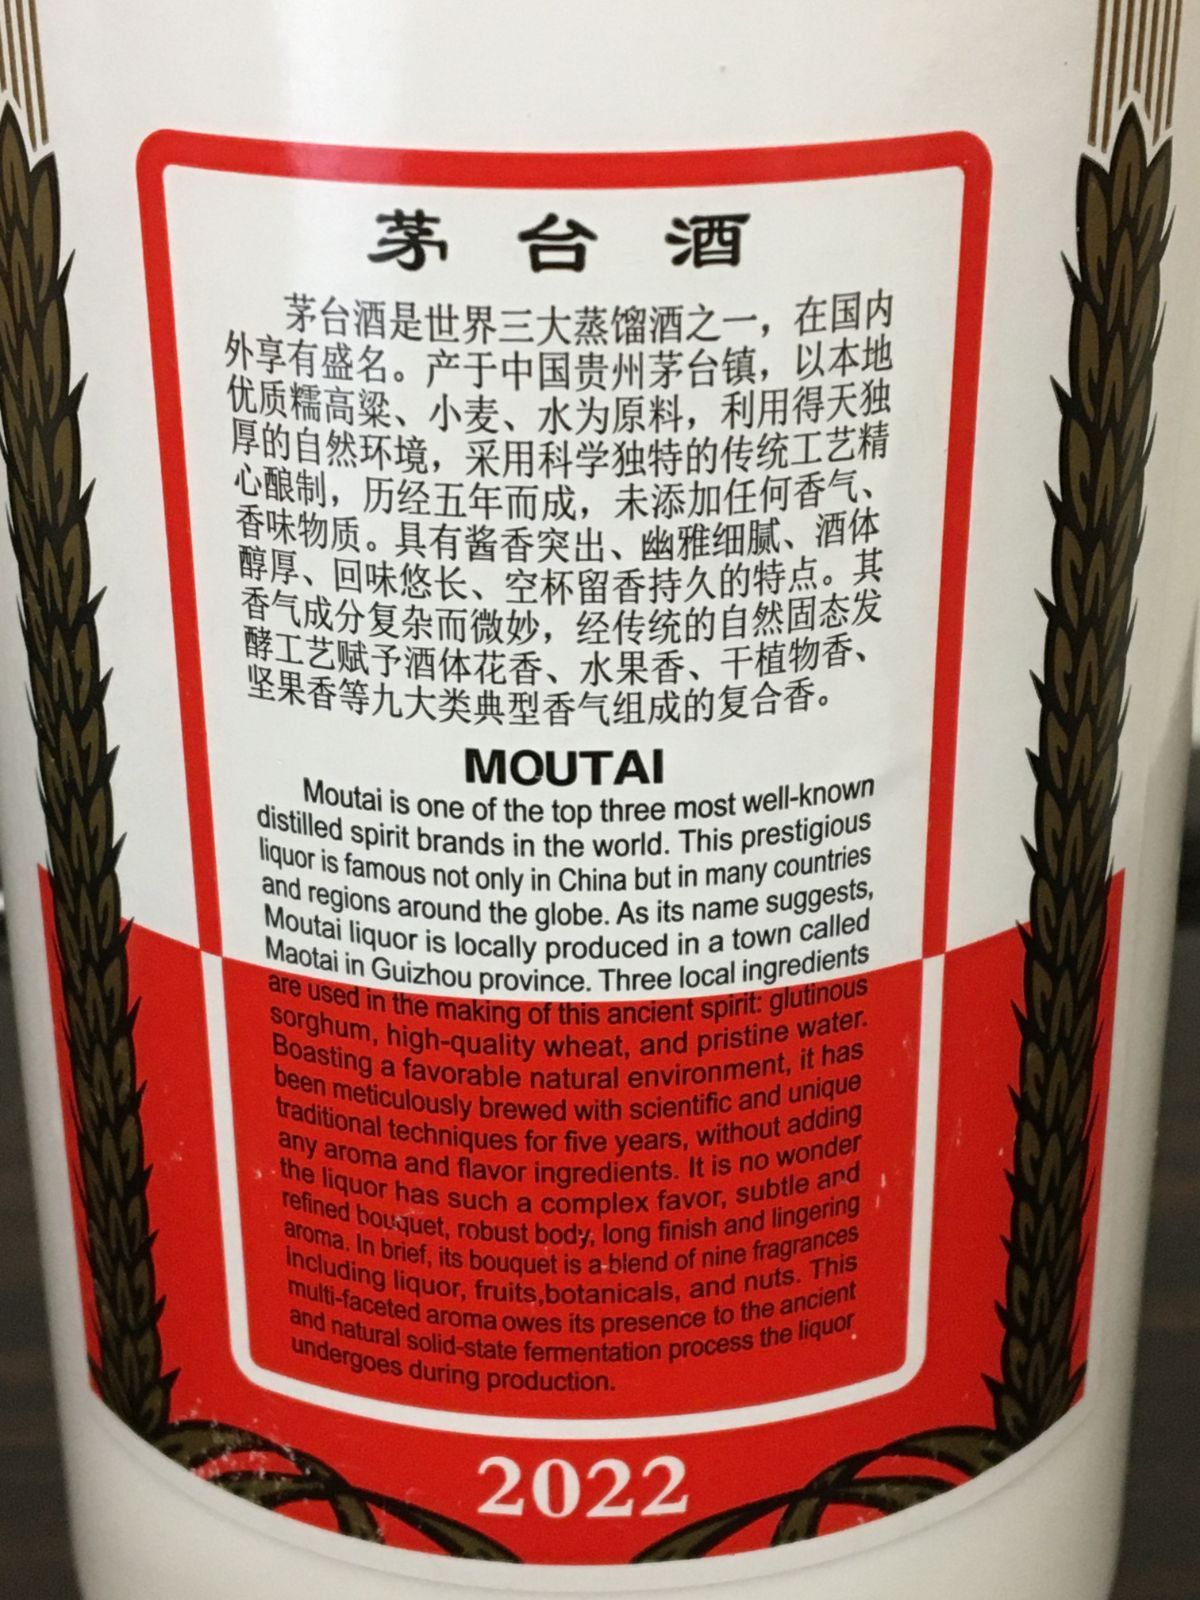 茅台酒
茅台酒是世界三大蒸馏酒之一，在国内
外享有盛名。产于中国贵州茅台镇，以本地
优质糯高粱、小麦、水为原料，利用得天独
厚的自然环境，采用科学独特的传统工艺精
心酿制，历经五年而成，未添加任何香气、
香味物质。具有酱香突出、幽雅细腻、酒体
醇厚、回味悠长、空杯留香持久的特点。其
香气成分复杂而微妙，经传统的自然固态发
酵工艺赋予酒体花香、水果香、干植物香、
坚果香等九大类典型香气组成的复合香。
MOUTAI
Moutai is one of the top three most well-known
distilled spirit brands in the world. This prestigious
liquor is famous not only in China but in many countries
and regions around the globe. As its name suggests,
Moutai liquor is locally produced in a town called
Maotai in Guizhou province. Three local ingredients
are used in the making of this ancient spirit: glutinous
sorghum, high-quality wheat, and pristine water.
Boasting a favorable natural environment, it has
been meticulously brewed with scientific and unique
traditional techniques for five years, without adding
any aroma and flavor ingredients. It is no wonder
the liquor has such a complex favor, subtle and
refined bouquet, robust body, long finish and lingering
aroma. In brief, its bouquet is a blend of nine fragrances
including liquor, fruits,botanicals, and nuts. This
multi-faceted aroma owes its presence to the ancient
and natural solid-state fermentation process the liquor
undergoes during production.
2022